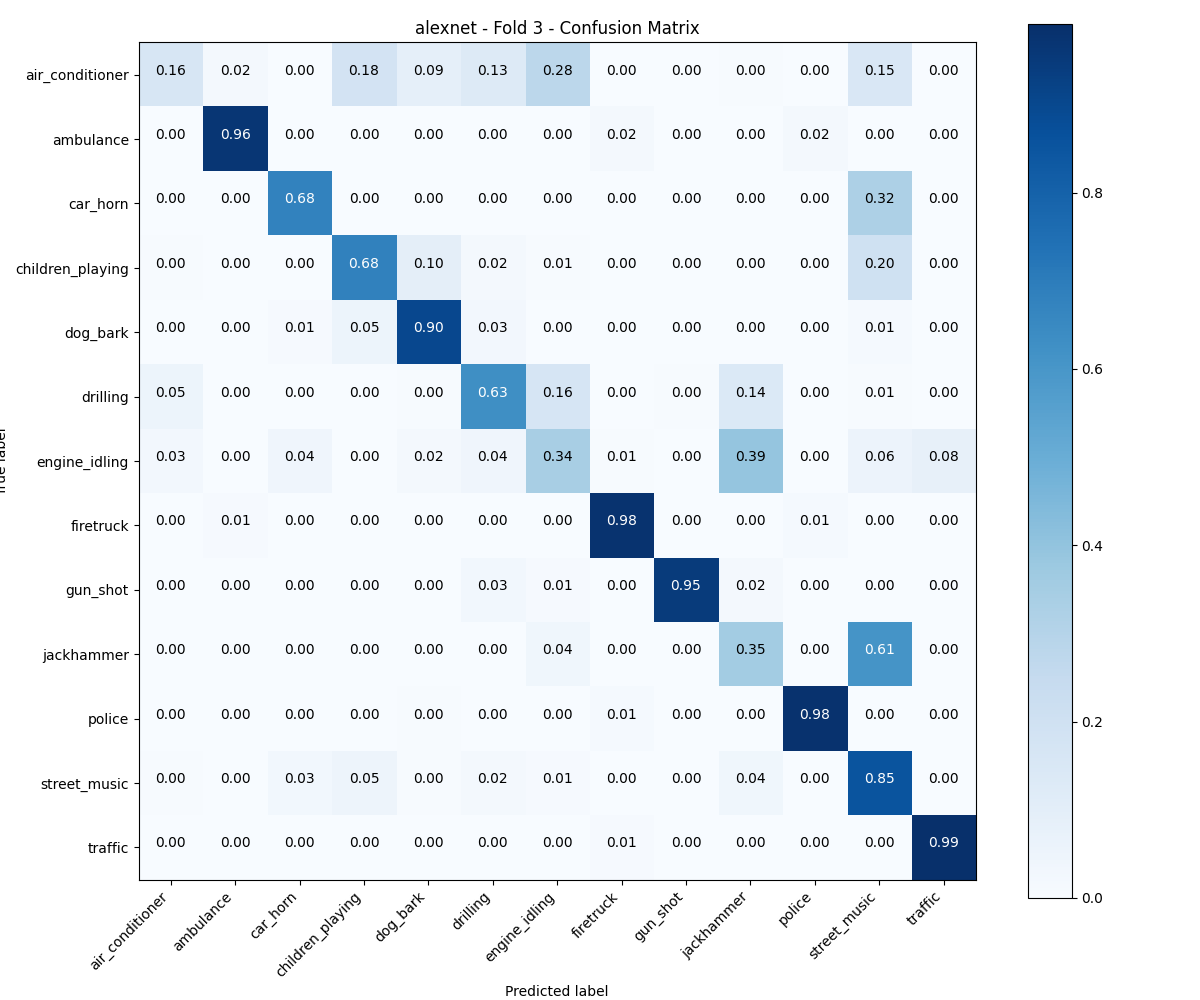 alexnet - Fold 3 - Confusion Matrix
air_conditioner 0.16 0.02 0.00 0.18 0.09 0.13 0.28 0.00 0.00 0.00 0.00 0.15 0.00
ambulance 0.00 0.96 0.00 0.00 0.00 0.00 0.00 0.02 0.00 0.00 0.02 0.00 0.00
car_horn 0.00 0.00 0.68 0.00 0.00 0.00 0.00 0.00 0.00 0.00 0.00 0.32 0.00
children_playing 0.00 0.00 0.00 0.68 0.10 0.02 0.01 0.00 0.00 0.00 0.00 0.20 0.00
dog_bark 0.00 0.00 0.01 0.05 0.90 0.03 0.00 0.00 0.00 0.00 0.00 0.01 0.00
drilling 0.05 0.00 0.00 0.00 0.00 0.63 0.16 0.00 0.00 0.14 0.00 0.01 0.00
engine_idling 0.03 0.00 0.04 0.00 0.02 0.04 0.34 0.01 0.00 0.39 0.00 0.06 0.08
firetruck 0.00 0.01 0.00 0.00 0.00 0.00 0.00 0.98 0.00 0.00 0.01 0.00 0.00
gun_shot 0.00 0.00 0.00 0.00 0.00 0.03 0.01 0.00 0.95 0.02 0.00 0.00 0.00
jackhammer 0.00 0.00 0.00 0.00 0.00 0.00 0.04 0.00 0.00 0.35 0.00 0.61 0.00
police 0.00 0.00 0.00 0.00 0.00 0.00 0.00 0.01 0.00 0.00 0.98 0.00 0.00
street_music 0.00 0.00 0.03 0.05 0.00 0.02 0.01 0.00 0.00 0.04 0.00 0.85 0.00
traffic 0.00 0.00 0.00 0.00 0.00 0.00 0.00 0.01 0.00 0.00 0.00 0.00 0.99
air_conditioner
ambulance
car_horn
children_playing
dog_bark
drilling
engine_idling
firetruck
gun_shot
jackhammer
police
street_music
traffic
Predicted label
0.8
0.6
0.4
0.2
0.0